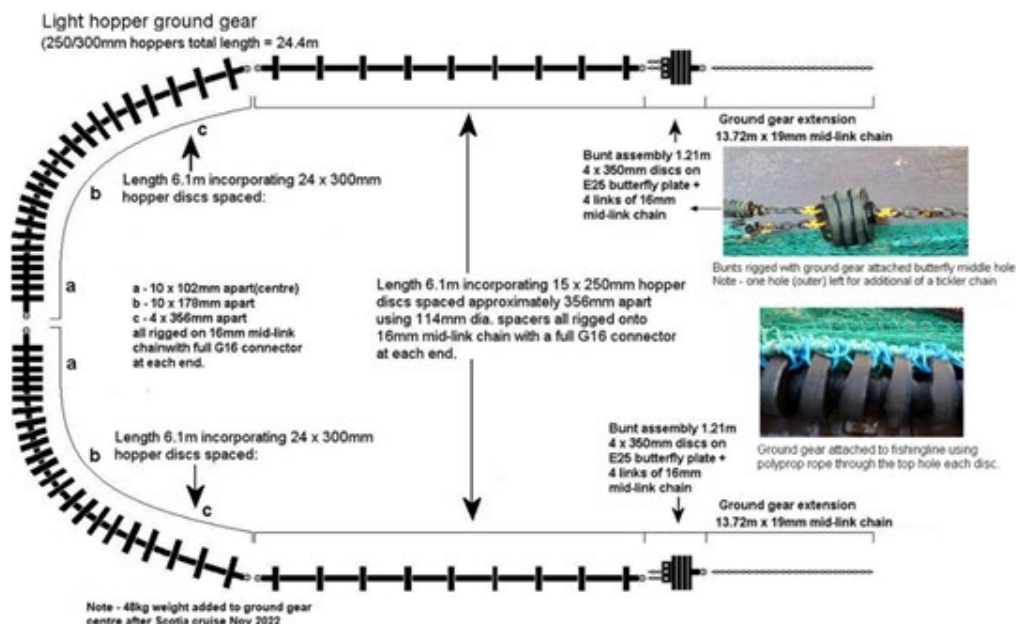 Light hopper ground gear
(250/300mm hoppers total length = 24.4m
c
Length 6.1m incorporating 24 x 300mm
hopper discs spaced:
b
a
a - 10 x 102mm apart(centre)
b - 10 x 178mm apart
c - 4 x 356mm apart
all rigged on 16mm mid-link
chainwith full G16 connector
at each end.
a
Length 6.1m incorporating 24 x 300mm
hopper discs spaced:
b
c
Note - 48kg weight added to ground gear
centre after Scotia cruise Nov 2022
Length 6.1m incorporating 15 x 250mm hopper
discs spaced approximately 356mm apart
using 114mm dia. spacers all rigged onto
16mm mid-link chain with a full G16 connector
at each end.
Bunt assembly 1.21m
4 x 350mm discs on
E25 butterfly plate +
4 links of 16mm
mid-link chain
Ground gear extension
13.72m x 19mm mid-link chain
Bunts rigged with ground gear attached butterfly middle hole
Note - one hole (outer) left for additional of a tickler chain
Ground gear attached to fishingline using
polyprop rope through the top hole each disc.
Bunt assembly 1.21m
4 x 350mm discs on
E25 butterfly plate +
4 links of 16mm
mid-link chain
Ground gear extension
13.72m x 19mm mid-link chain